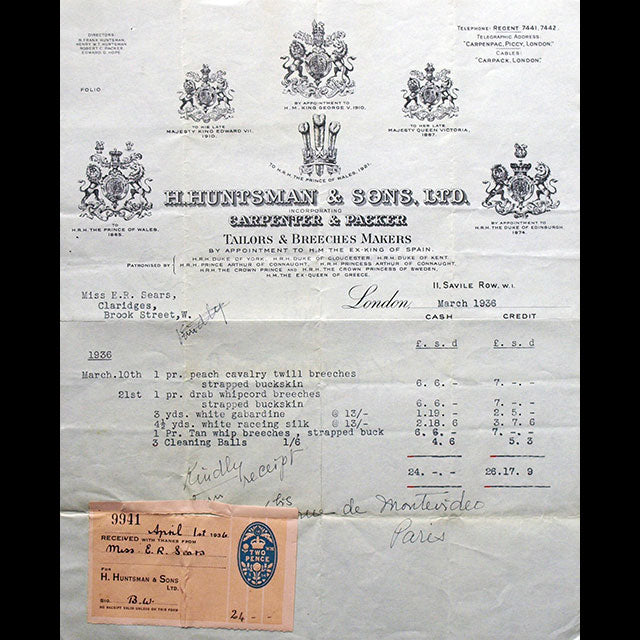 DIRECTORS
R. FRANK HUNTSMAN,
HENRY W. T. HUNTSMAN
ROBERT C. PACKER,
EDWARD G. HOPE
FOLIO
TELEPHONE: REGENT 7441, 7442.
TELEGRAPHIC ADDRESS:
"CARPENPAC, PICCY, LONDON."
CABLES:
"CARPACK, LONDON."
BY APPOINTMENT TO
H.M. KING GEORGE V. 1910.
TO HIS LATE
MAJESTY KING EDWARD VII.
1910.
TO HER LATE
MAJESTY QUEEN VICTORIA,
1887.
TO H.R.H. THE PRINCE OF WALES, 1921.
TO
H.R.H. THE PRINCE OF WALES.
1865.
BY APPOINTMENT TO
H.R.H. THE DUKE OF EDINBURGH
1874.
H. HUNTSMAN & SONS, LTD.
INCORPORATING
CARPENTER & PACKER
TAILORS & BREECHES MAKERS
BY APPOINTMENT TO H.M. THE EX-KING OF SPAIN.
PATRONISED BY
H.R.H. DUKE OF YORK. H.R.H. DUKE OF GLOUCESTER. H.R.H. DUKE OF KENT.
H.R.H. PRINCE ARTHUR OF CONNAUGHT. H.R.H. PRINCESS ARTHUR OF CONNAUGHT.
H.R.H. THE CROWN PRINCE AND H.R.H. THE CROWN PRINCESS OF SWEDEN.
H.M. THE EX-QUEEN OF GREECE.
11, SAVILE ROW, W.1.
Miss E.R. Sears,
Claridges,
Brook Street, W.
London, March 1936
Kindly
CASH CREDIT
£. s. d £. s. d
1936
March. 10th 1 pr. peach cavalry twill breeches
strapped buckskin 6. 6. - 7. -. -
21st 1 pr. drab whipcord breeches
strapped buckskin 6. 6. - 7. -. -
3 yds. white gabardine @ 13/- 1.19. - 2. 5. -
4½ yds. white racing silk @ 13/- 2.18. 6 3. 7. 6
1 Pr. Tan whip breeches , strapped buck 6. 6. - 7. -. -
3 Cleaning Balls 1/6 4. 6 5. 3
24. -. - 26.17. 9
Kindly receipt
de Montevideo
Paris
9941
April 1st 1936
RECEIVED WITH THANKS FROM
Miss E. R. Sears
FOR
H. HUNTSMAN & SONS
LTD.
SIG. B.W.
NO RECEIPT VALID UNLESS ON THIS FORM
TWO
PENCE
24 - -